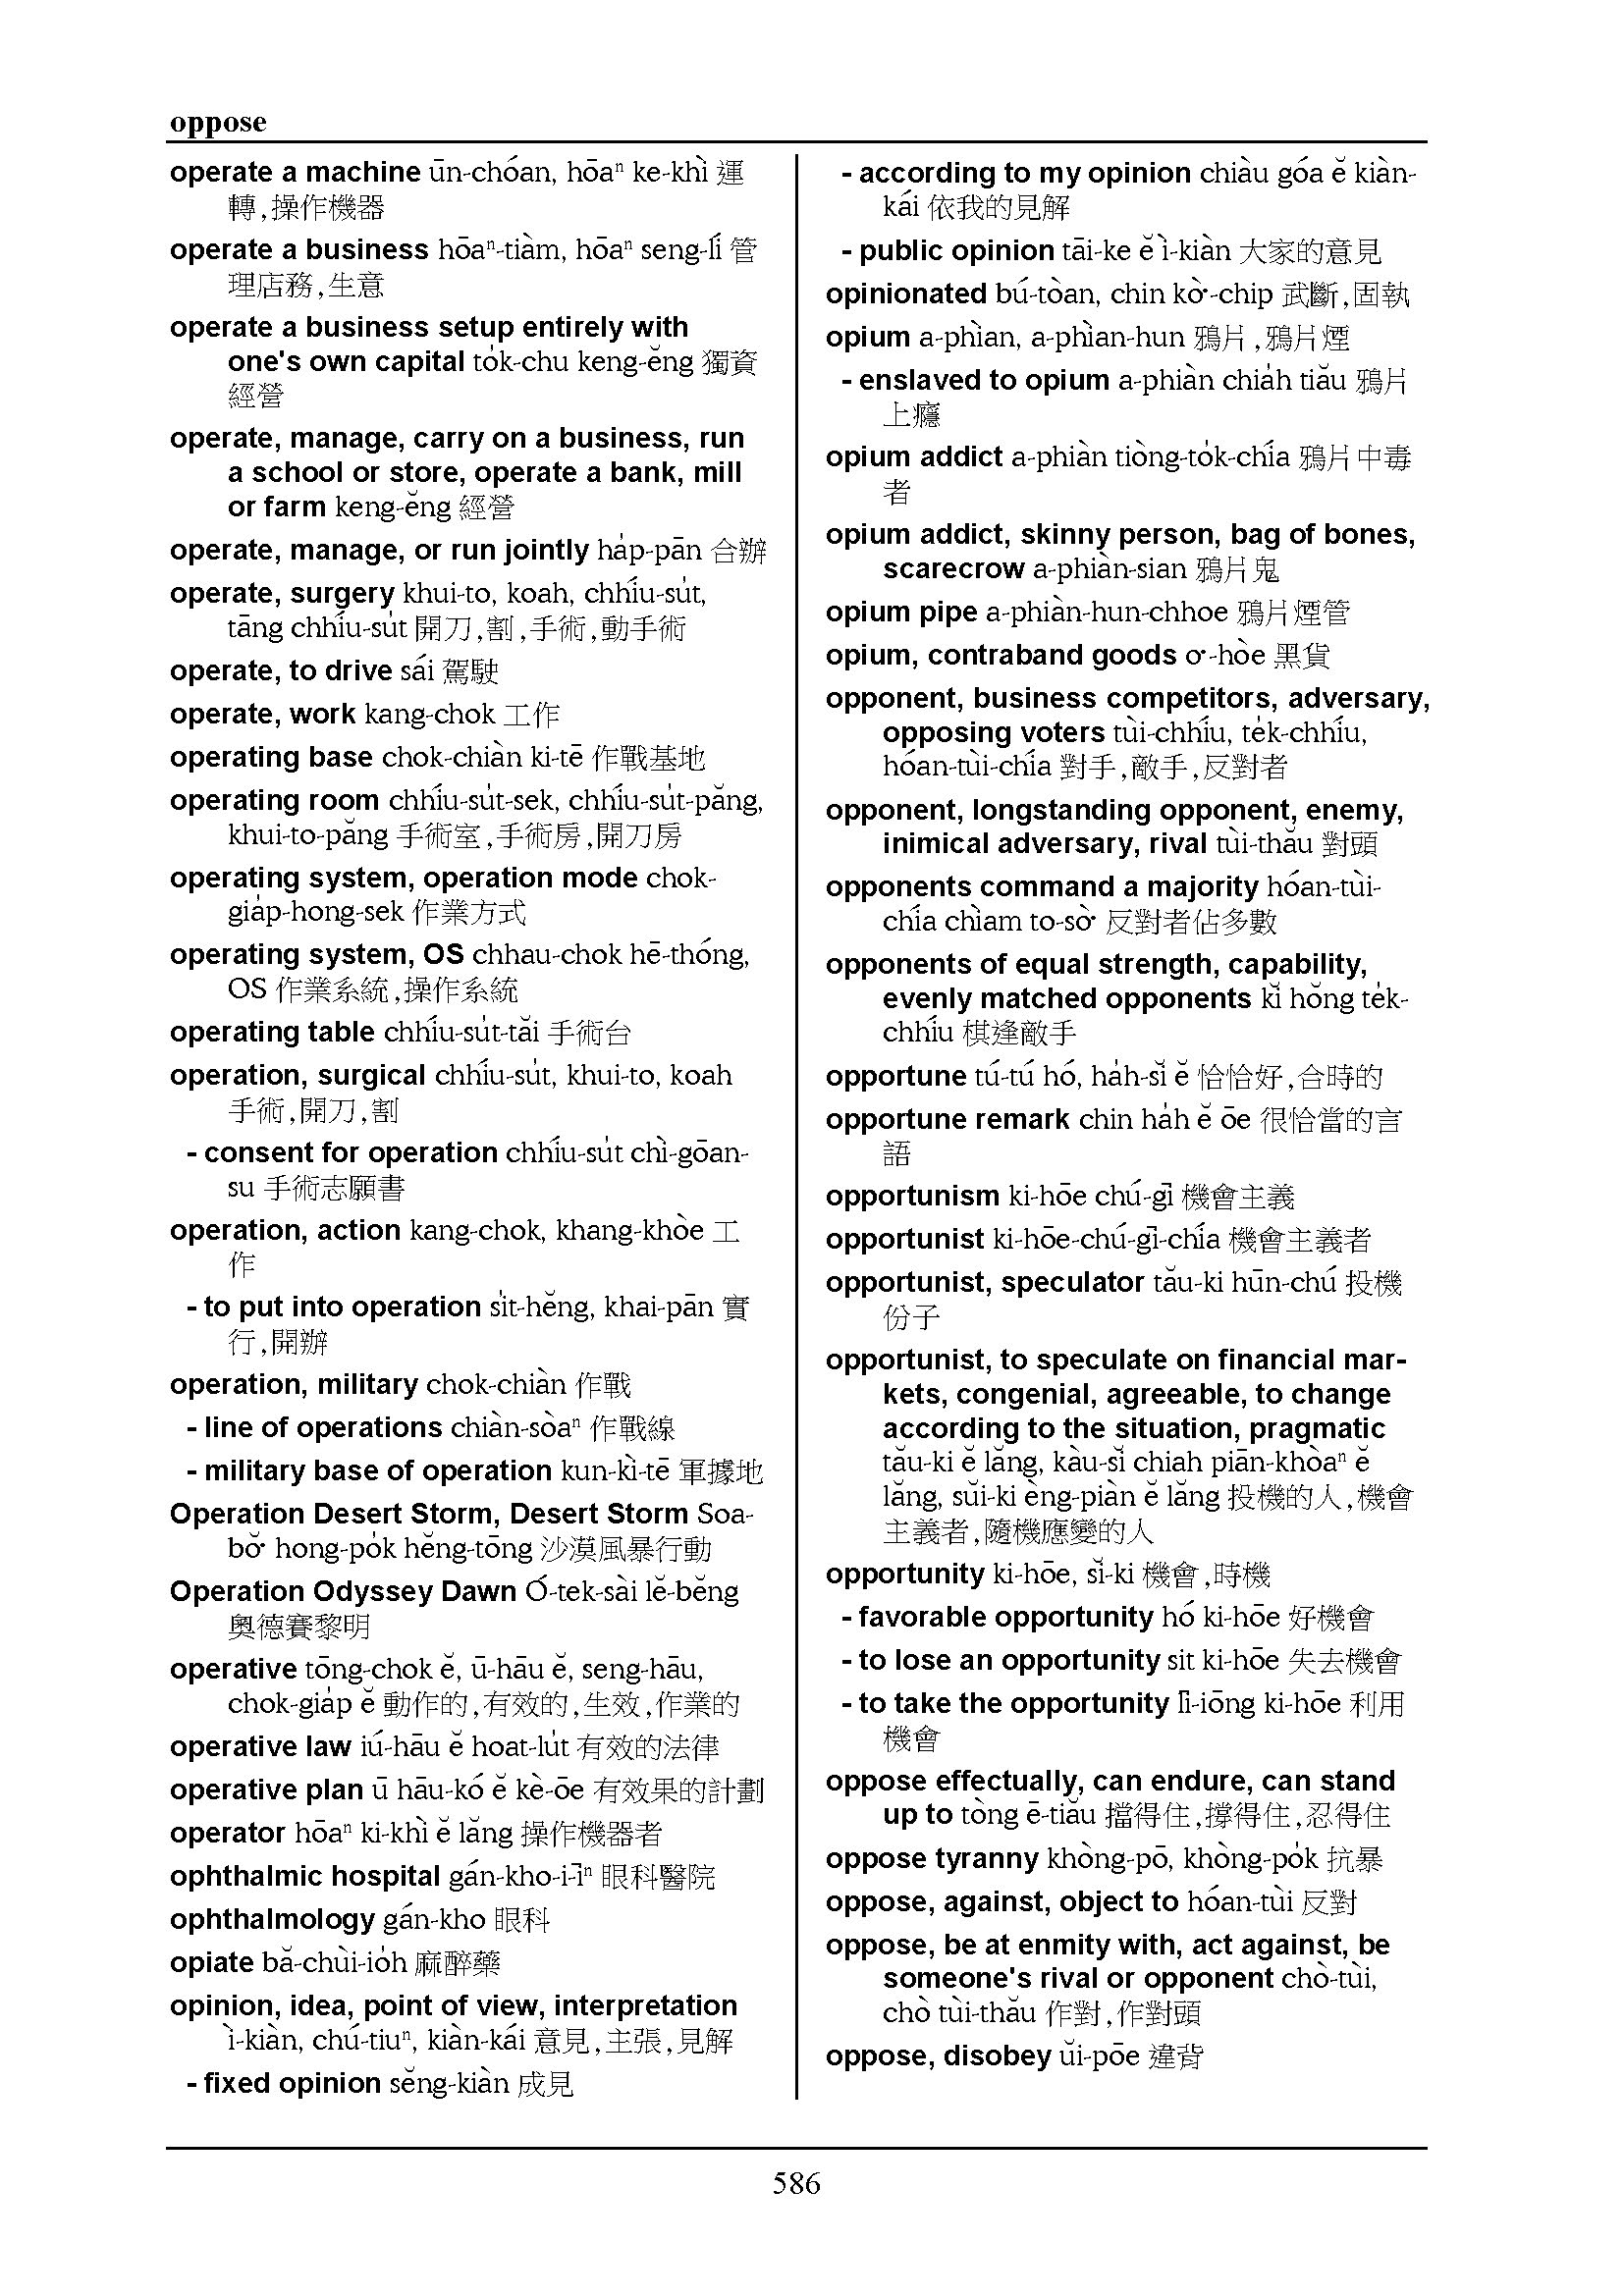 oppose
operate a machine ūn-chóan, hōaⁿ ke-khì 運
轉,操作機器
operate a business hōaⁿ-tiàm, hōaⁿ seng-lí 管
理店務,生意
operate a business setup entirely with
one's own capital to̍k-chu keng-ĕng 獨資
經營
operate, manage, carry on a business, run
a school or store, operate a bank, mill
or farm keng-ĕng 經營
operate, manage, or run jointly ha̍p-pān 合辦
operate, surgery khui-to, koah, chhíu-su̍t,
tāng chhíu-su̍t 開刀,割,手術,動手術
operate, to drive sái 駕駛
operate, work kang-chok 工作
operating base chok-chiàn ki-tē 作戰基地
operating room chhíu-su̍t-sek, chhíu-su̍t-păng,
khui-to-păng 手術室,手術房,開刀房
operating system, operation mode chok-
gia̍p-hong-sek 作業方式
operating system, OS chhau-chok hē-thóng,
OS 作業系統,操作系統
operating table chhíu-su̍t-tăi 手術台
operation, surgical chhíu-su̍t, khui-to, koah
手術,開刀,割
- consent for operation chhíu-su̍t chì-gōan-
su 手術志願書
operation, action kang-chok, khang-khòe 工
作
- to put into operation si̍t-hĕng, khai-pān 實
行,開辦
operation, military chok-chiàn 作戰
- line of operations chiàn-sòaⁿ 作戰線
- military base of operation kun-kì-tē 軍據地
Operation Desert Storm, Desert Storm Soa-
bŏ͘ hong-po̍k hĕng-tōng 沙漠風暴行動
Operation Odyssey Dawn Ó-tek-sài lĕ-bĕng
奧德賽黎明
operative tōng-chok ĕ, ū-hāu ĕ, seng-hāu,
chok-gia̍p ĕ 動作的,有效的,生效,作業的
operative law iú-hāu ĕ hoat-lu̍t 有效的法律
operative plan ū hāu-kó ĕ kè-ōe 有效果的計劃
operator hōaⁿ ki-khì ĕ lăng 操作機器者
ophthalmic hospital gán-kho-i-īⁿ 眼科醫院
ophthalmology gán-kho 眼科
opiate bă-chùi-io̍h 麻醉藥
opinion, idea, point of view, interpretation
ì-kiàn, chú-tiuⁿ, kiàn-kái 意見,主張,見解
- fixed opinion sĕng-kiàn 成見
- according to my opinion chiàu góa ĕ kiàn-
kái 依我的見解
- public opinion tāi-ke ĕ ì-kiàn 大家的意見
opinionated bú-tòan, chin kò͘-chip 武斷,固執
opium a-phìan, a-phìan-hun 鴉片,鴉片煙
- enslaved to opium a-phiàn chia̍h tiău 鴉片
上癮
opium addict a-phiàn tiòng-to̍k-chía 鴉片中毒
者
opium addict, skinny person, bag of bones,
scarecrow a-phiàn-sian 鴉片鬼
opium pipe a-phiàn-hun-chhoe 鴉片煙管
opium, contraband goods o͘-hòe 黑貨
opponent, business competitors, adversary,
opposing voters tùi-chhíu, te̍k-chhíu,
hóan-tùi-chía 對手,敵手,反對者
opponent, longstanding opponent, enemy,
inimical adversary, rival tùi-thău 對頭
opponents command a majority hóan-tùi-
chía chìam to-sò͘ 反對者佔多數
opponents of equal strength, capability,
evenly matched opponents kĭ hŏng te̍k-
chhíu 棋逢敵手
opportune tú-tú hó, ha̍h-sĭ ĕ 恰恰好,合時的
opportune remark chin ha̍h ĕ ōe 很恰當的言
語
opportunism ki-hōe chú-gī 機會主義
opportunist ki-hōe-chú-gī-chía 機會主義者
opportunist, speculator tău-ki hūn-chú 投機
份子
opportunist, to speculate on financial mar-
kets, congenial, agreeable, to change
according to the situation, pragmatic
tău-ki ĕ lăng, kàu-sĭ chiah piān-khòaⁿ ĕ
lăng, sŭi-ki èng-piàn ĕ lăng 投機的人,機會
主義者,隨機應變的人
opportunity ki-hōe, sĭ-ki 機會,時機
- favorable opportunity hó ki-hōe 好機會
- to lose an opportunity sit ki-hōe 失去機會
- to take the opportunity lī-iōng ki-hōe 利用
機會
oppose effectually, can endure, can stand
up to tòng ē-tiău 擋得住,撐得住,忍得住
oppose tyranny khòng-pō, khòng-po̍k 抗暴
oppose, against, object to hóan-tùi 反對
oppose, be at enmity with, act against, be
someone's rival or opponent chò-tùi,
chò tùi-thău 作對,作對頭
oppose, disobey ŭi-pōe 違背
586